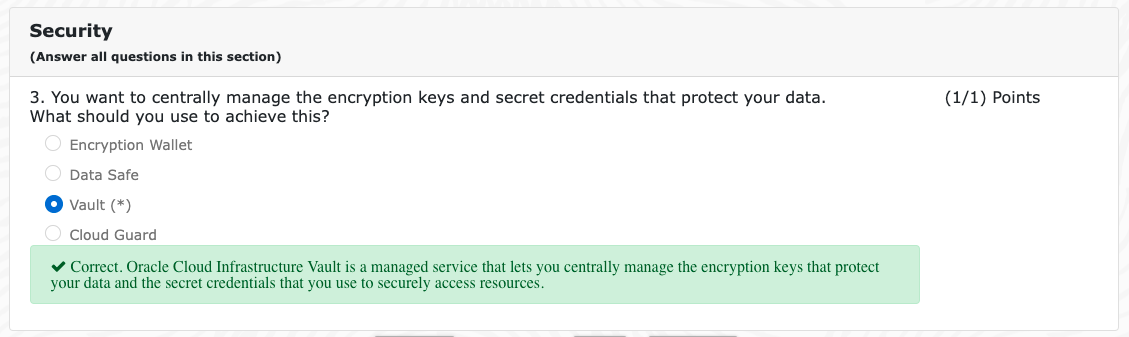 Security
(Answer all questions in this section)
3. You want to centrally manage the encryption keys and secret credentials that protect your data. (1/1) Points
What should you use to achieve this?
Encryption Wallet
Data Safe
Vault (*)
Cloud Guard
✔ Correct. Oracle Cloud Infrastructure Vault is a managed service that lets you centrally manage the encryption keys that protect
your data and the secret credentials that you use to securely access resources.